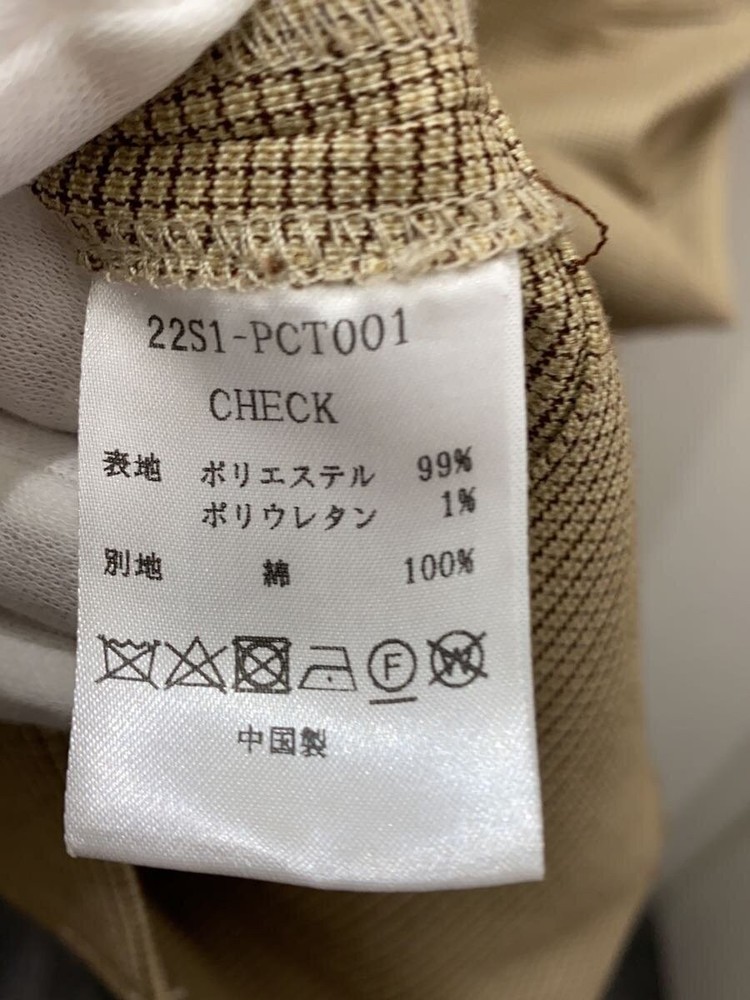 22S1-PCT001
CHECK
表地 ポリエステル 99%
ポリウレタン 1%
別地 綿 100%
F W
中国製